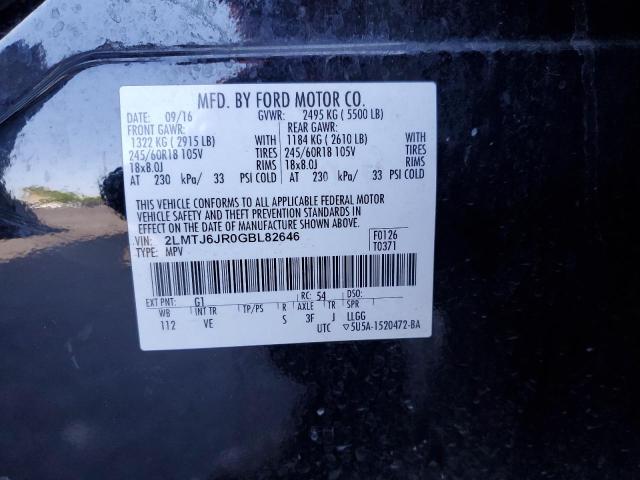 MFD. BY FORD MOTOR CO.
DATE: 09/16 GVWR: 2495 KG ( 5500 LB)
FRONT GAWR: REAR GAWR:
1322 KG ( 2915 LB) WITH 1184 KG ( 2610 LB) WITH
245/60R18 105V TIRES 245/60R18 105V TIRES
18x8.0J RIMS 18x8.0J RIMS
AT 230 kPa/ 33 PSI COLD AT 230 kPa/ 33 PSI COLD
THIS VEHICLE CONFORMS TO ALL APPLICABLE FEDERAL MOTOR
VEHICLE SAFETY AND THEFT PREVENTION STANDARDS IN
EFFECT ON THE DATE OF MANUFACTURE SHOWN ABOVE.
VIN: 2LMTJ6JR0GBL82646 F0126
TYPE: MPV T0371
EXT PNT: G1 RC: 54 DSO:
WB INT TR TP/PS R AXLE TR SPR
112 VE S 3F J LLGG
UTC ▽5U5A-1520472-BA